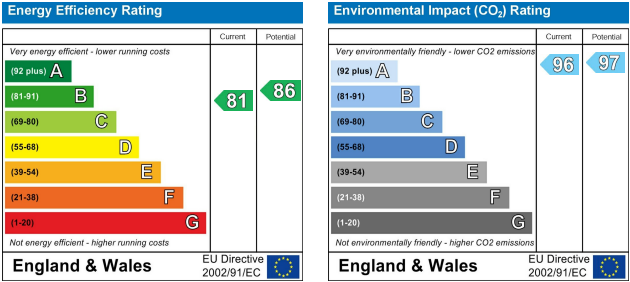 Energy Efficiency Rating
Current
Potential
Very energy efficient - lower running costs
(92 plus) A
(81-91) B
(69-80) C
(55-68) D
(39-54) E
(21-38) F
(1-20) G
81
86
Not energy efficient - higher running costs
England & Wales
EU Directive
2002/91/EC
Environmental Impact (CO2) Rating
Current
Potential
Very environmentally friendly - lower CO2 emissions
(92 plus) A
(81-91) B
(69-80) C
(55-68) D
(39-54) E
(21-38) F
(1-20) G
96
97
Not environmentally friendly - higher CO2 emissions
England & Wales
EU Directive
2002/91/EC